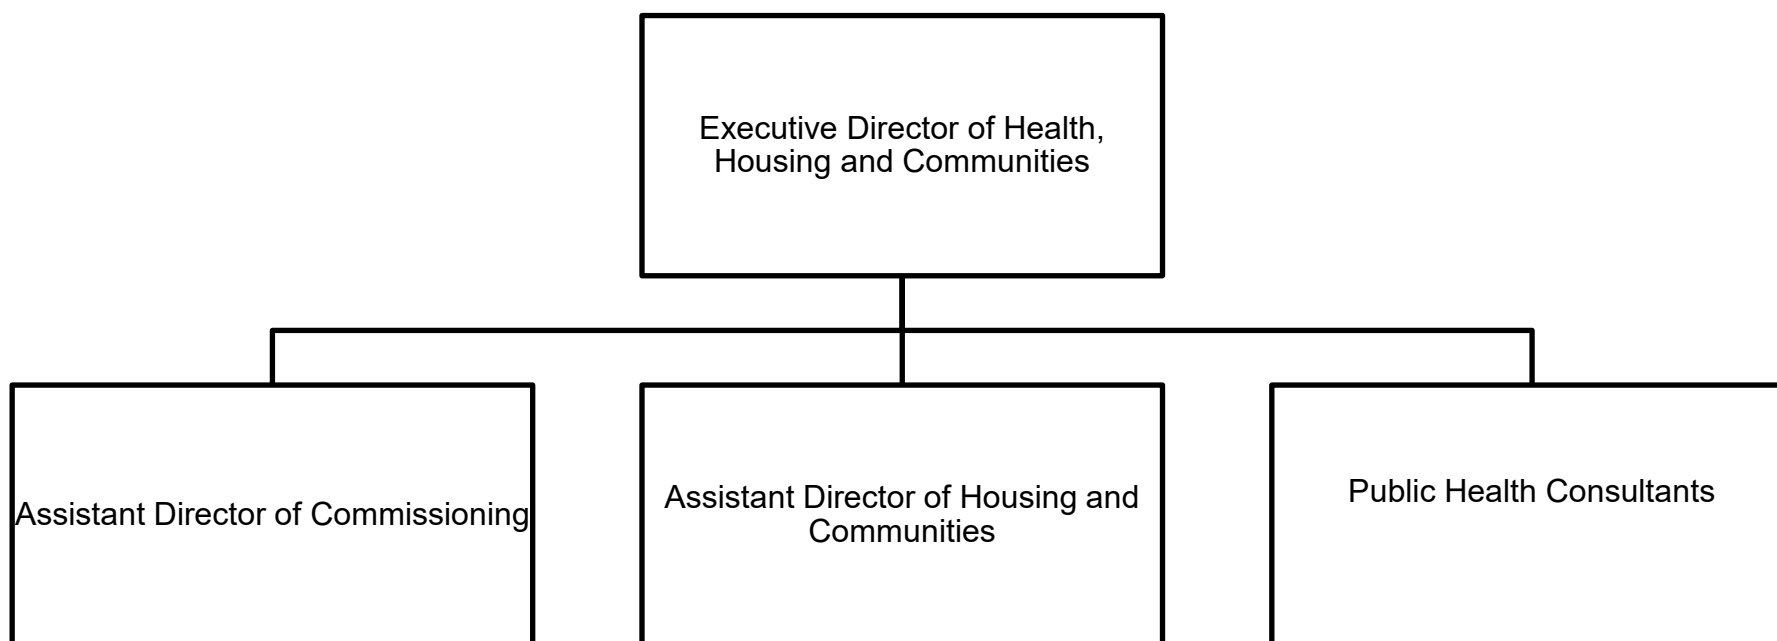 Executive Director of Health,
Housing and Communities
Assistant Director of Commissioning
Assistant Director of Housing and
Communities
Public Health Consultants